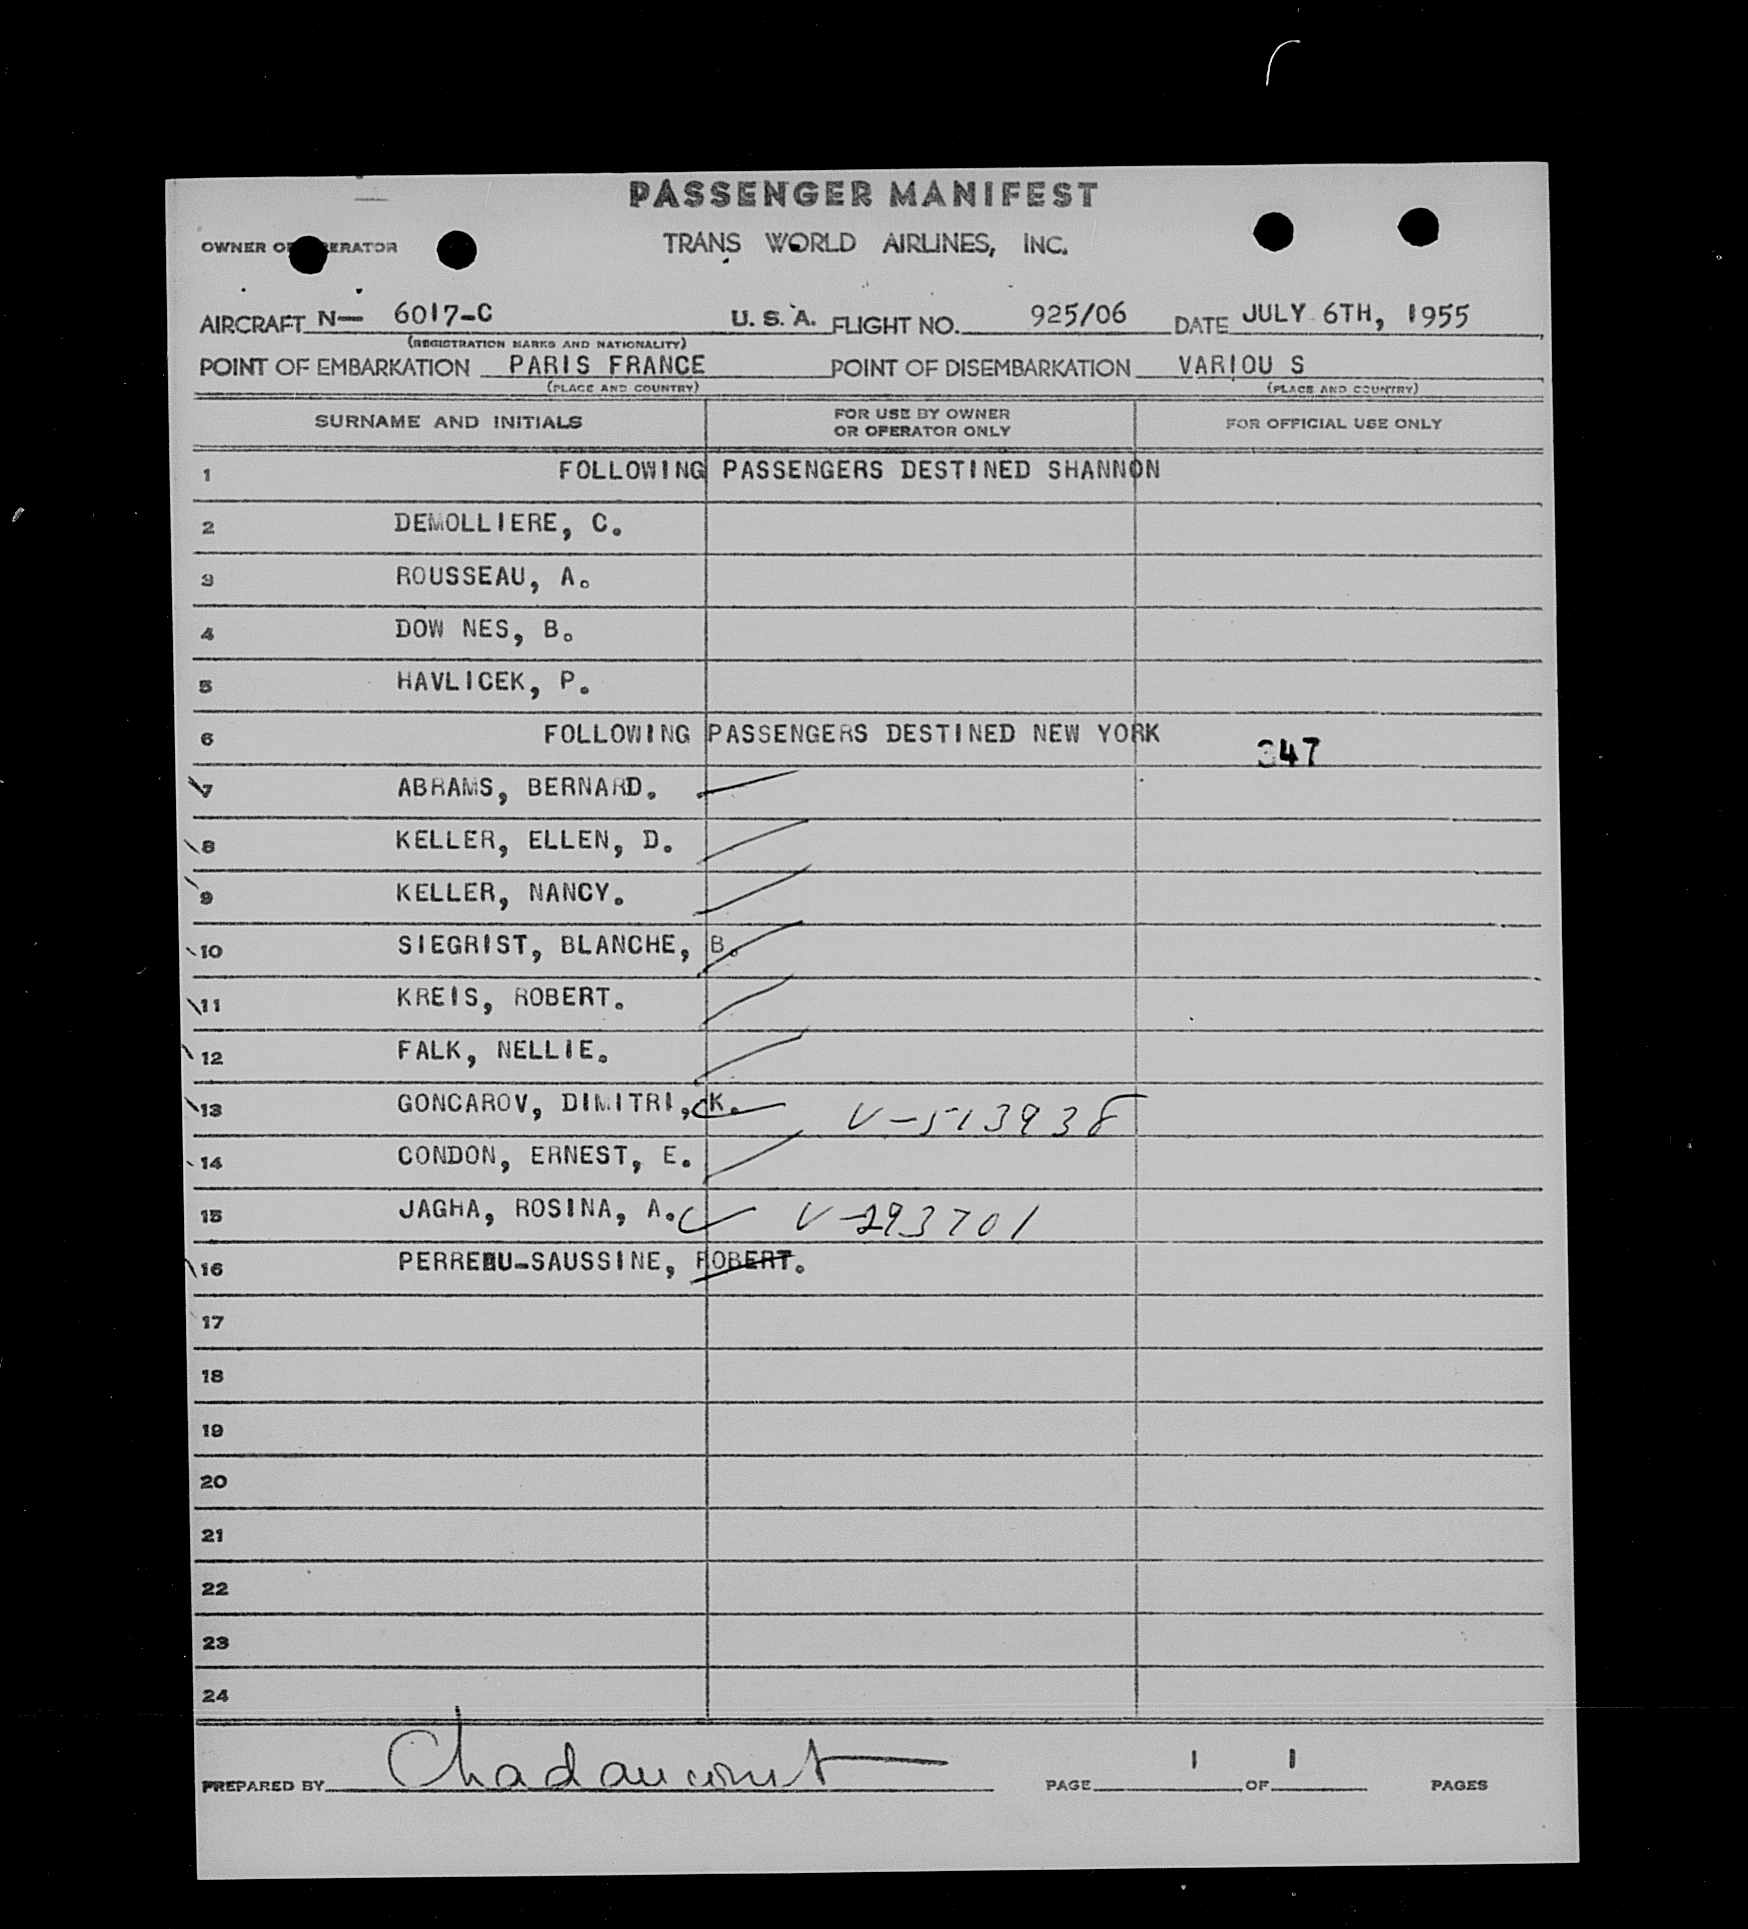 PASSENGER MANIFEST
OWNER OR OPERATOR TRANS WORLD AIRLINES, INC.
AIRCRAFT N— 6017-C U. S. A. FLIGHT NO. 925/06 DATE JULY 6TH, 1955
(REGISTRATION MARKS AND NATIONALITY)
POINT OF EMBARKATION PARIS FRANCE POINT OF DISEMBARKATION VARIOU S
(PLACE AND COUNTRY) (PLACE AND COUNTRY)
SURNAME AND INITIALS FOR USE BY OWNER OR OPERATOR ONLY FOR OFFICIAL USE ONLY
1 FOLLOWING PASSENGERS DESTINED SHANNON
2 DEMOLLIERE, C.
3 ROUSSEAU, A.
4 DOW NES, B.
5 HAVLICEK, P.
6 FOLLOWING PASSENGERS DESTINED NEW YORK 347
7 ABRAMS, BERNARD.
8 KELLER, ELLEN, D.
9 KELLER, NANCY.
10 SIEGRIST, BLANCHE, B.
11 KREIS, ROBERT.
12 FALK, NELLIE.
13 GONCAROV, DIMITRI, K. V-513938
14 CONDON, ERNEST, E.
15 JAGHA, ROSINA, A. V-293701
16 PERREAU-SAUSSINE, ROBERT.
17
18
19
20
21
22
23
24
PREPARED BY PAGE 1 OF 1 PAGES